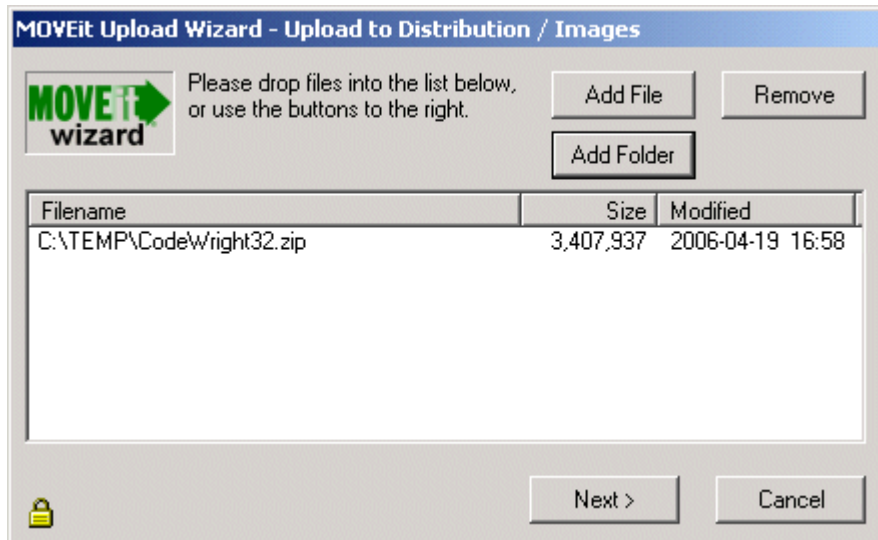 MOVEit Upload Wizard - Upload to Distribution / Images
MOVEit
wizard
Please drop files into the list below,
or use the buttons to the right.
Add File
Remove
Add Folder
Filename Size Modified
C:\TEMP\CodeWright32.zip 3,407,937 2006-04-19 16:58
Next >
Cancel